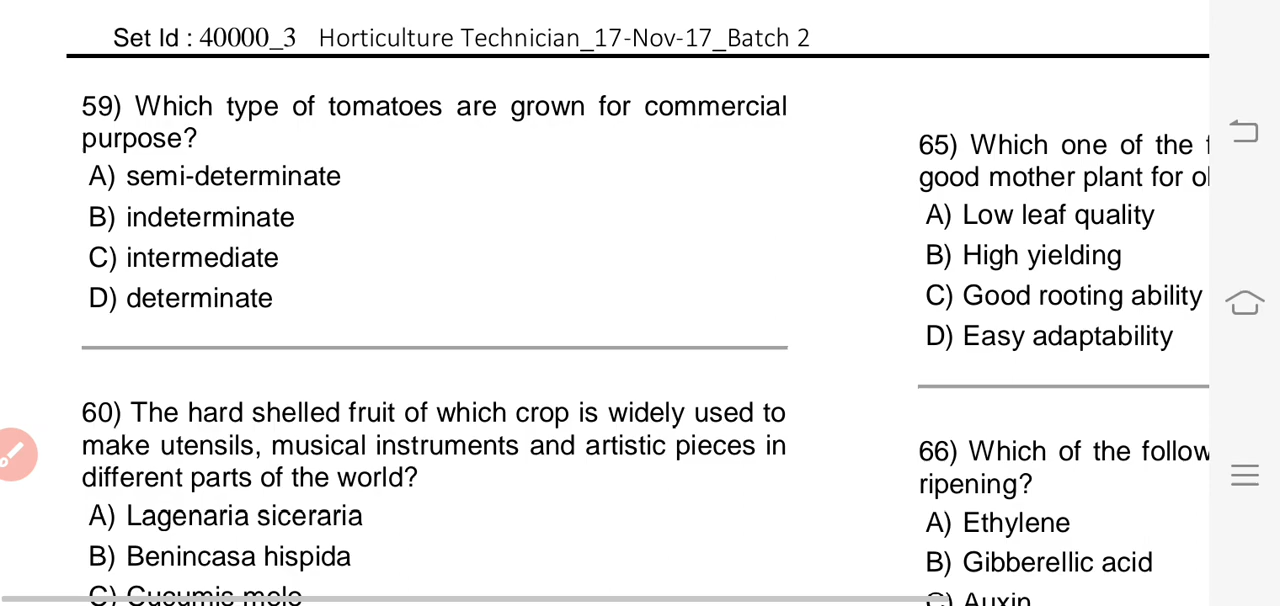 Set Id : 40000_3 Horticulture Technician_17-Nov-17_Batch 2
59) Which type of tomatoes are grown for commercial
purpose?
A) semi-determinate
B) indeterminate
C) intermediate
D) determinate
60) The hard shelled fruit of which crop is widely used to
make utensils, musical instruments and artistic pieces in
different parts of the world?
A) Lagenaria siceraria
B) Benincasa hispida
C) Cucumis melo
65) Which one of the
good mother plant for
A) Low leaf quality
B) High yielding
C) Good rooting ability
D) Easy adaptability
66) Which of the follow
ripening?
A) Ethylene
B) Gibberellic acid
C) Auxin